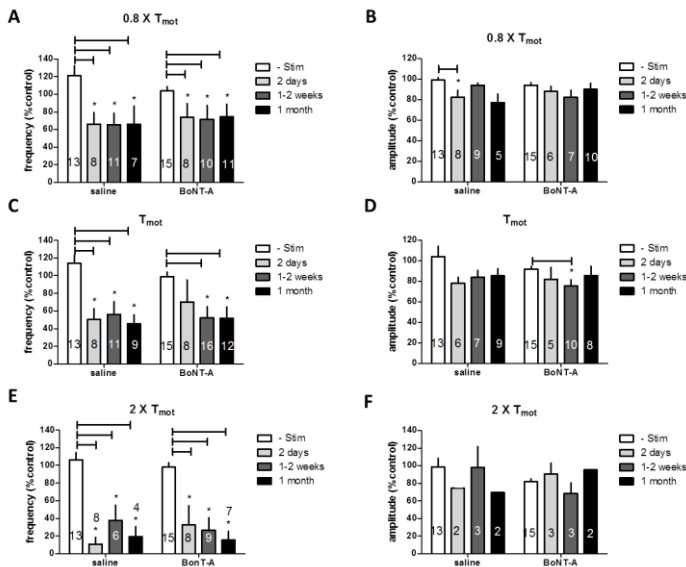 A
0.8 X Tmot
frequency (%control)
140
120
100
80
60
40
20
0
* * * * * *
13 8 11 7 15 8 10 11
saline BoNT-A
- Stim
2 days
1-2 weeks
1 month
B
0.8 X Tmot
amplitude (%control)
140
120
100
80
60
40
20
0
*
13 8 9 5 15 6 7 10
saline BoNT-A
- Stim
2 days
1-2 weeks
1 month
C
Tmot
frequency (%control)
140
120
100
80
60
40
20
0
* * * * *
13 8 11 9 15 8 16 12
saline BoNT-A
- Stim
2 days
1-2 weeks
1 month
D
Tmot
amplitude (%control)
140
120
100
80
60
40
20
0
*
13 6 7 9 15 5 10 8
saline BoNT-A
- Stim
2 days
1-2 weeks
1 month
E
2 X Tmot
frequency (%control)
140
120
100
80
60
40
20
0
* * * * * *
13 8 6 4 15 8 9 7
saline BonT-A
- Stim
2 days
1-2 weeks
1 month
F
2 X Tmot
amplitude (%control)
140
120
100
80
60
40
20
0
13 2 3 2 15 3 3 2
saline BoNT-A
- Stim
2 days
1-2 weeks
1 month